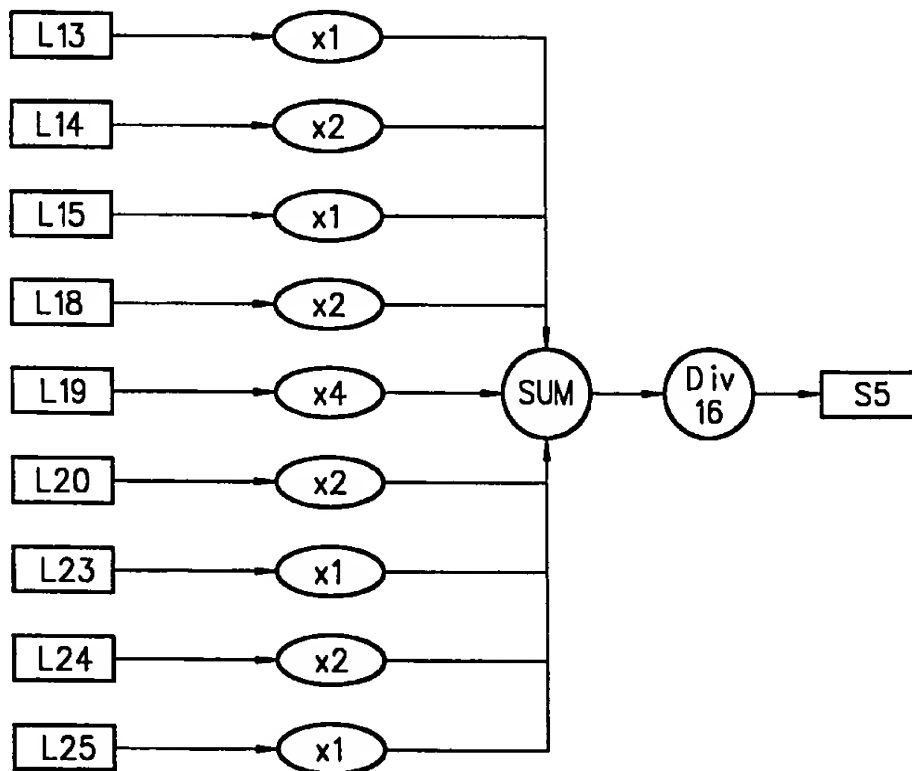 L13 x1
L14 x2
L15 x1
L18 x2
L19 x4 SUM Div 16 S5
L20 x2
L23 x1
L24 x2
L25 x1